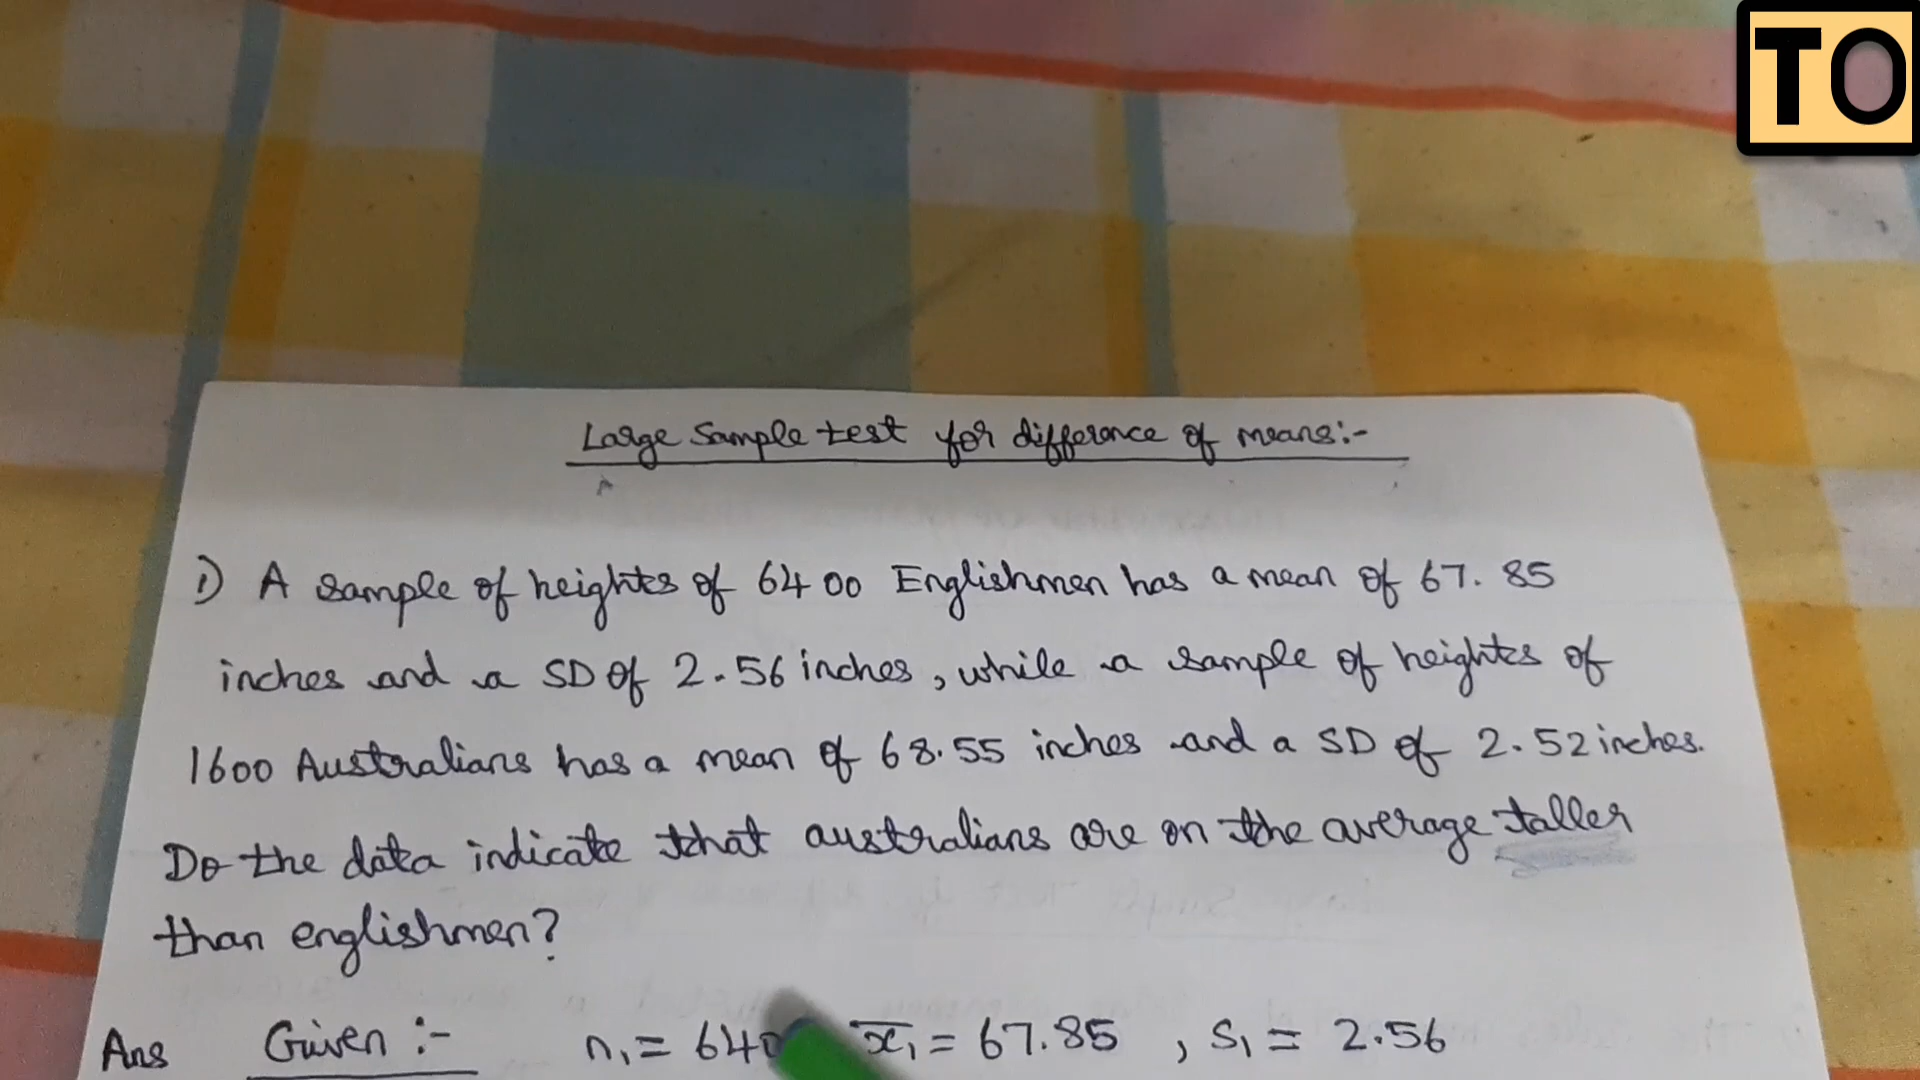 TO
Large Sample test for difference of means:-
1) A sample of heights of 6400 Englishmen has a mean of 67.85
inches and a SD of 2.56 inches, while a sample of heights of
1600 Australians has a mean of 68.55 inches and a SD of 2.52 inches.
Do the data indicate that australians are on the average taller
than englishmen?
Ans Given :- n₁ = 640 x̄₁ = 67.85 , S₁ = 2.56